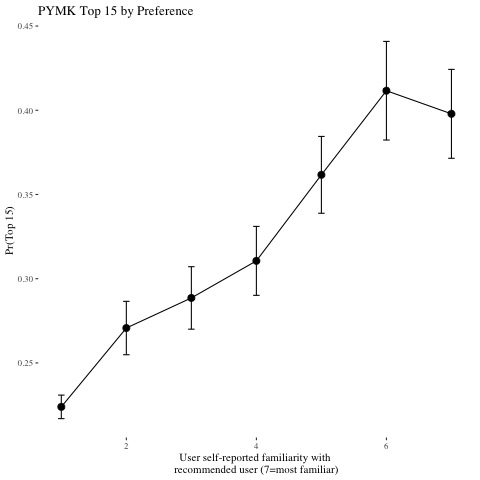 PYMK Top 15 by Preference
0.45
0.40
0.35
0.30
0.25
Pr(Top 15)
2
4
6
User self-reported familiarity with
recommended user (7=most familiar)